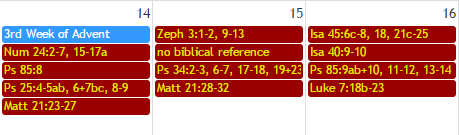 14
3rd Week of Advent
Num 24:2-7, 15-17a
Ps 85:8
Ps 25:4-5ab, 6+7bc, 8-9
Matt 21:23-27
15
Zeph 3:1-2, 9-13
no biblical reference
Ps 34:2-3, 6-7, 17-18, 19+23
Matt 21:28-32
16
Isa 45:6c-8, 18, 21c-25
Isa 40:9-10
Ps 85:9ab+10, 11-12, 13-14
Luke 7:18b-23